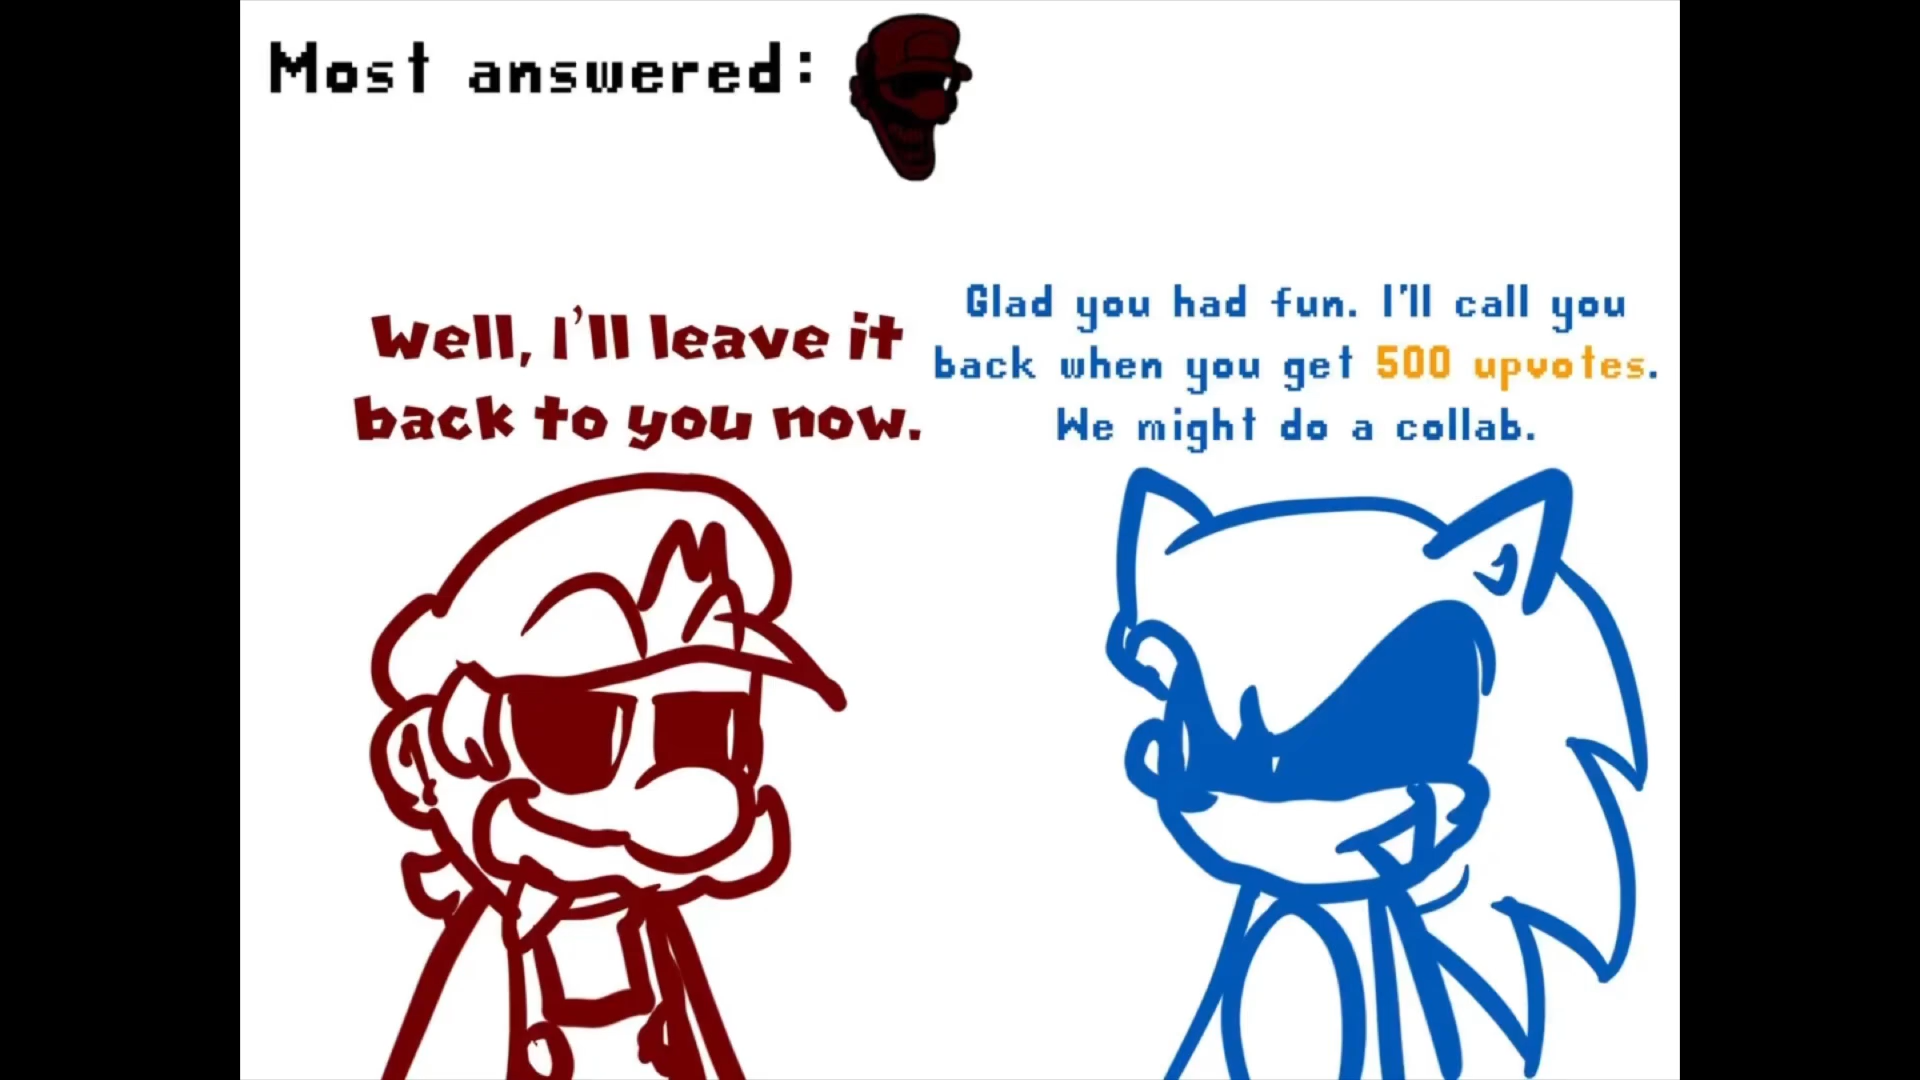 Most answered:
Well, I'll leave it
back to you now.
Glad you had fun. I'll call you
back when you get 500 upvotes.
We might do a collab.
M